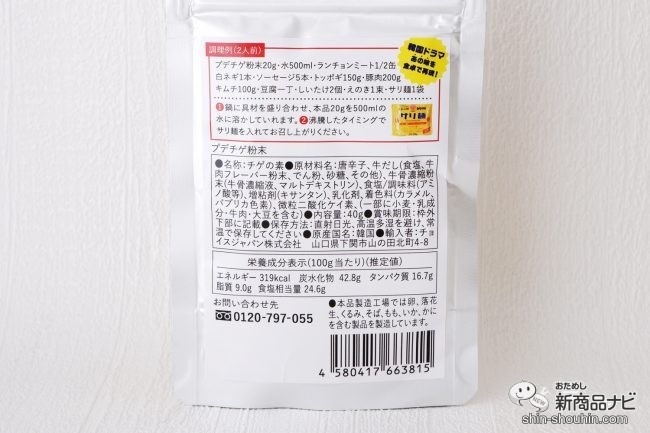 調理例(2人前)
韓国ドラマ
あの味を
食卓で再現!
プデチゲ粉末20g・水500ml・ランチョンミート1/2缶
白ネギ1本・ソーセージ5本・トッポギ150g・豚肉200g
キムチ100g・豆腐一丁・しいたけ2個・えのき1束・サリ麺1袋
❶鍋に具材を盛り合わせ、本品20gを500mlの
水に溶かしていれます。❷沸騰したタイミングで
サリ麺を入れてお召し上がりください。
サリ麺
プデチゲ粉末
●名称:チゲの素●原材料名:唐辛子、牛だし(食塩、牛
肉フレーバー粉末、でん粉、砂糖、その他)、牛骨濃縮粉
末(牛骨濃縮液、マルトデキストリン)、食塩/調味料(アミ
ノ酸等)、増粘剤(キサンタン)、乳化剤、着色料(カラメル、
パプリカ色素)、微粒二酸化ケイ素、(一部に小麦・乳成
分・牛肉・大豆を含む)●内容量:40g●賞味期限:枠外
下部に記載●保存方法:直射日光、高温多湿を避け、常
温で保存してください●原産国名:韓国●輸入者:チョ
イスジャパン株式会社 山口県下関市山の田北町4-8
栄養成分表示(100g当たり)(推定値)
エネルギー 319kcal 炭水化物 42.8g タンパク質 16.7g
脂質 9.0g 食塩相当量 24.6g
お問い合わせ先
0120-797-055
●本品製造工場では卵、落花
生、くるみ、そば、もも、いか、かに
を含む製品を製造しています。
4 580417 663815
おためし
新商品ナビ
NEW
shin-shouhin.com